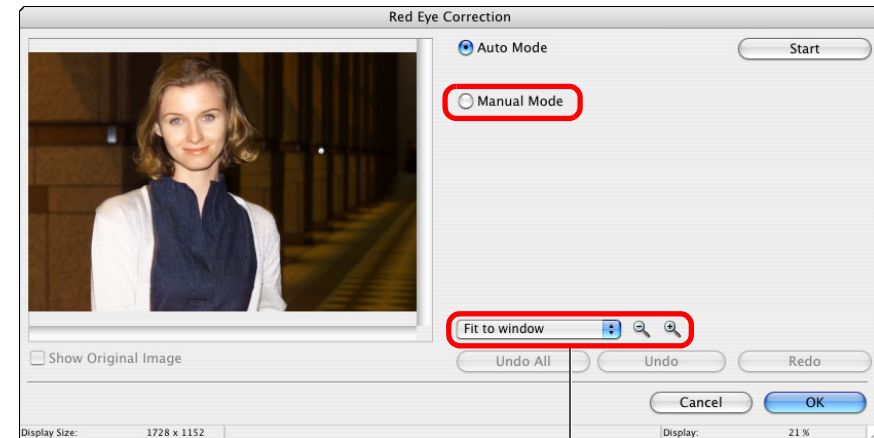 Red Eye Correction
Auto Mode
Start
Manual Mode
Fit to window
Show Original Image
Undo All
Undo
Redo
Cancel
OK
Display Size: 1728 x 1152
Display: 21 %